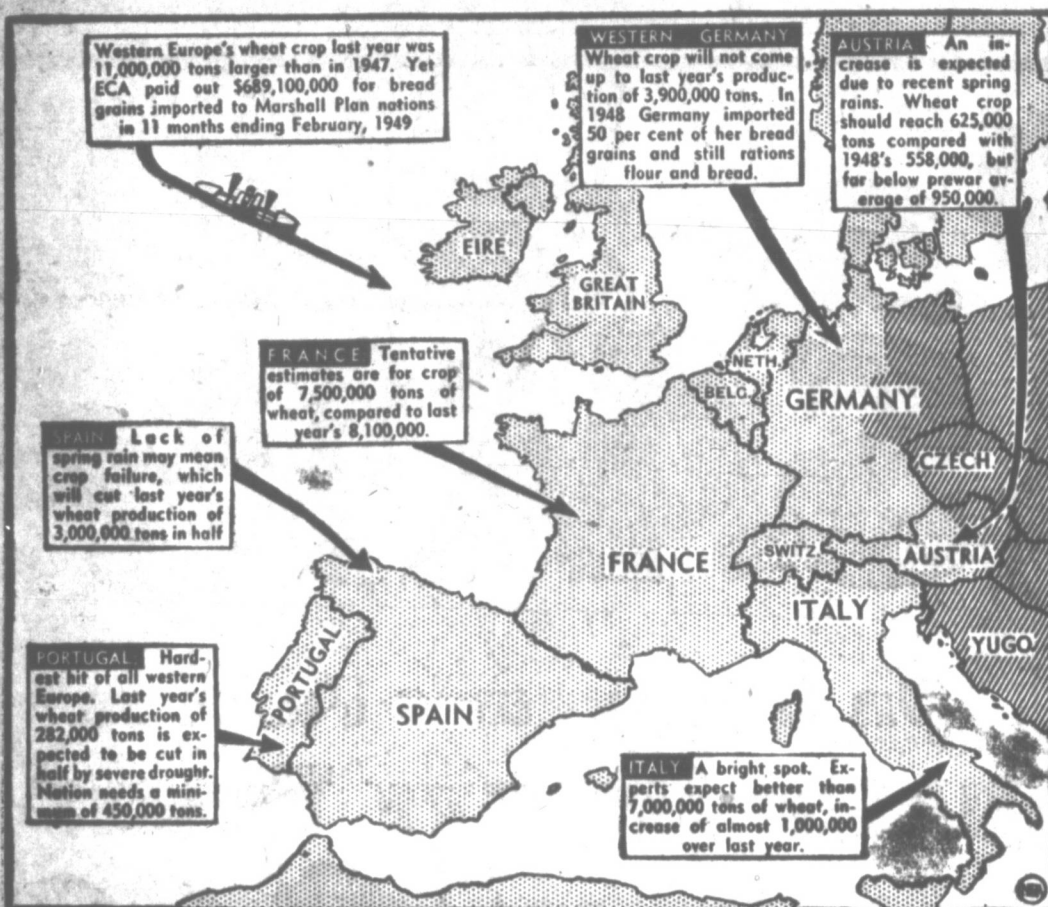 Western Europe's wheat crop last year was
11,000,000 tons larger than in 1947. Yet
ECA paid out $689,100,000 for bread
grains imported to Marshall Plan nations
in 11 months ending February, 1949
WESTERN GERMANY
Wheat crop will not come
up to last year's produc-
tion of 3,900,000 tons. In
1948 Germany imported
50 per cent of her bread
grains and still rations
flour and bread.
AUSTRIA An in-
crease is expected
due to recent spring
rains. Wheat crop
should reach 625,000
tons compared with
1948's 558,000, but
far below prewar av-
erage of 950,000.
EIRE
GREAT
BRITAIN
FRANCE Tentative
estimates are for crop
of 7,500,000 tons of
wheat, compared to last
year's 8,100,000.
NETH.
BELG.
GERMANY
SPAIN Lack of
spring rain may mean
crop failure, which
will cut last year's
wheat production of
3,000,000 tons in half
CZECH
FRANCE
SWITZ.
AUSTRIA
ITALY
YUGO
PORTUGAL Hard-
est hit of all western
Europe. Last year's
wheat production of
282,000 tons is ex-
pected to be cut in
half by severe drought.
Nation needs a mini-
mum of 450,000 tons.
PORTUGAL
SPAIN
ITALY A bright spot. Ex-
perts expect better than
7,000,000 tons of wheat, in-
crease of almost 1,000,000
over last year.